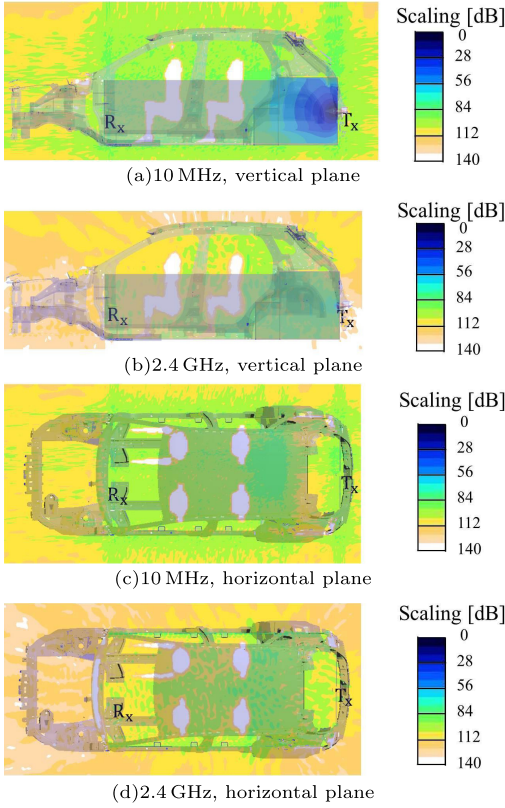 Scaling [dB]
0
28
56
84
112
140
Rx
Tx
(a)10 MHz, vertical plane
Scaling [dB]
0
28
56
84
112
140
Rx
Tx
(b)2.4 GHz, vertical plane
Scaling [dB]
0
28
56
84
112
140
Rx
Tx
(c)10 MHz, horizontal plane
Scaling [dB]
0
28
56
84
112
140
Rx
Tx
(d)2.4 GHz, horizontal plane